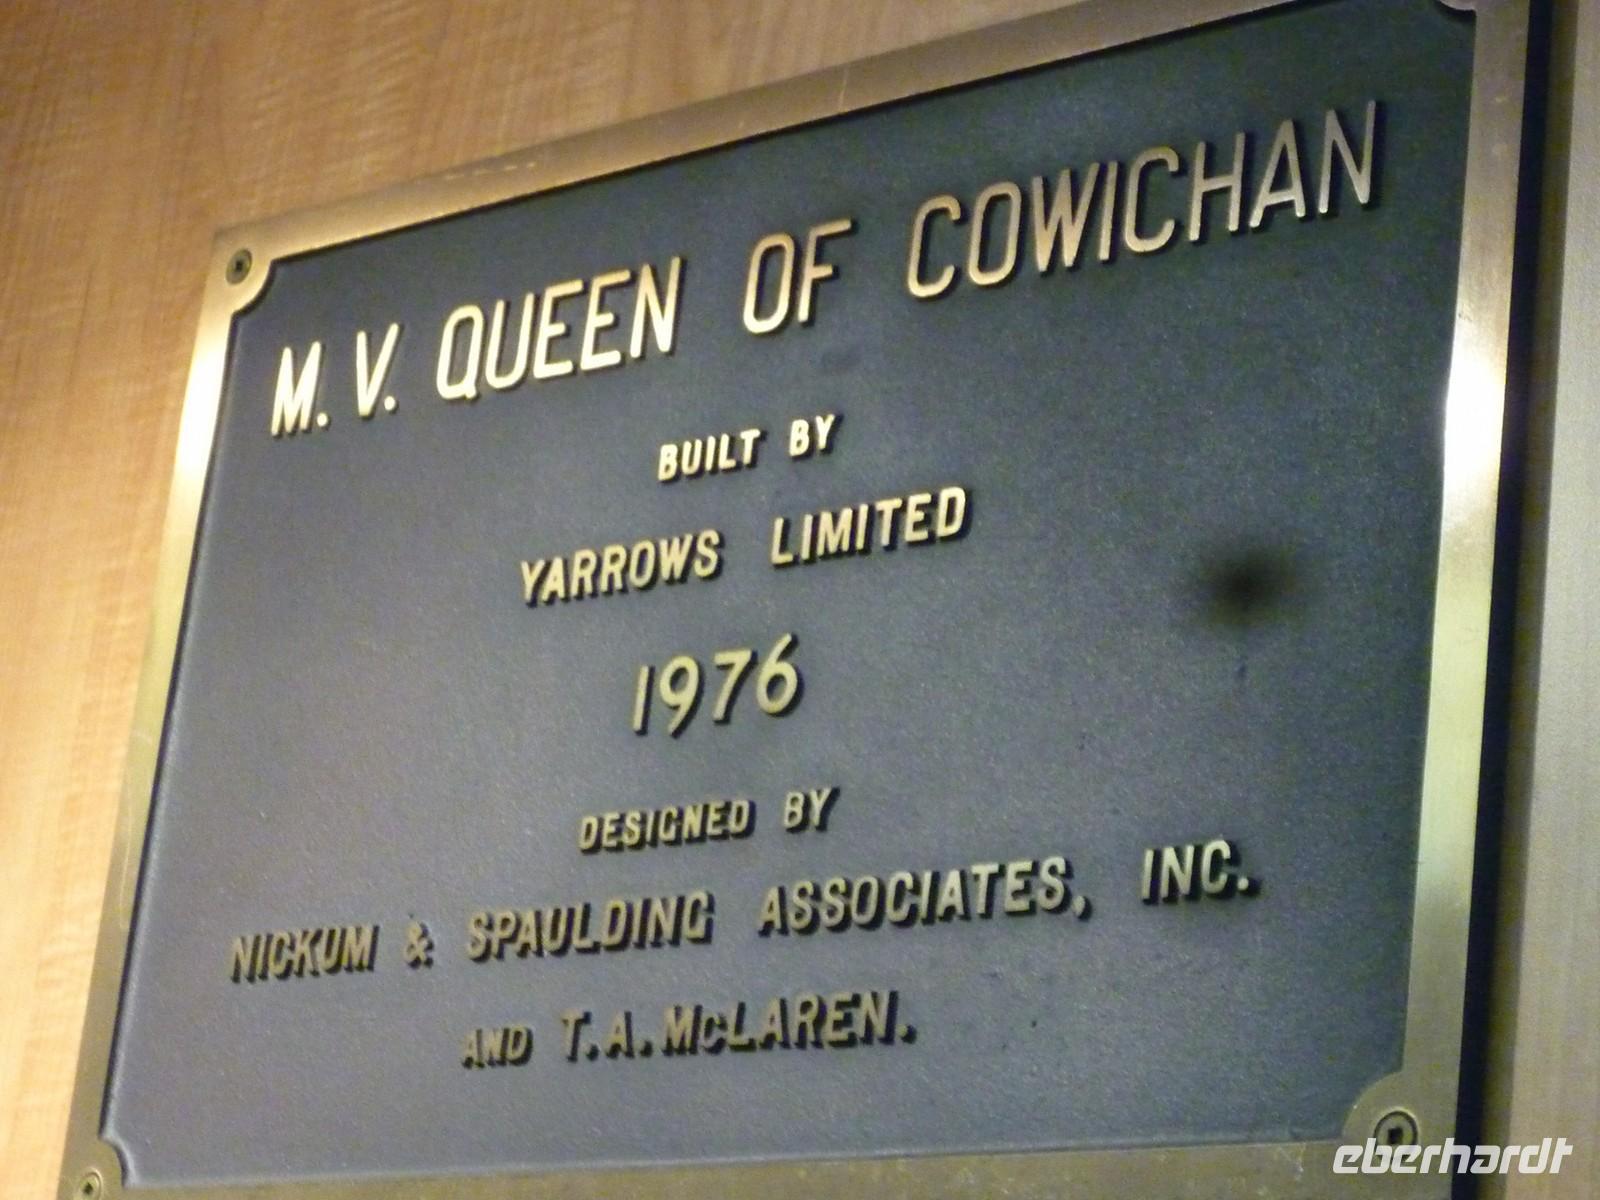 M. V. QUEEN OF COWICHAN
BUILT BY
YARROWS LIMITED
1976
DESIGNED BY
NICKUM & SPAULDING ASSOCIATES, INC.
AND T.A. McLAREN.
eberhardt